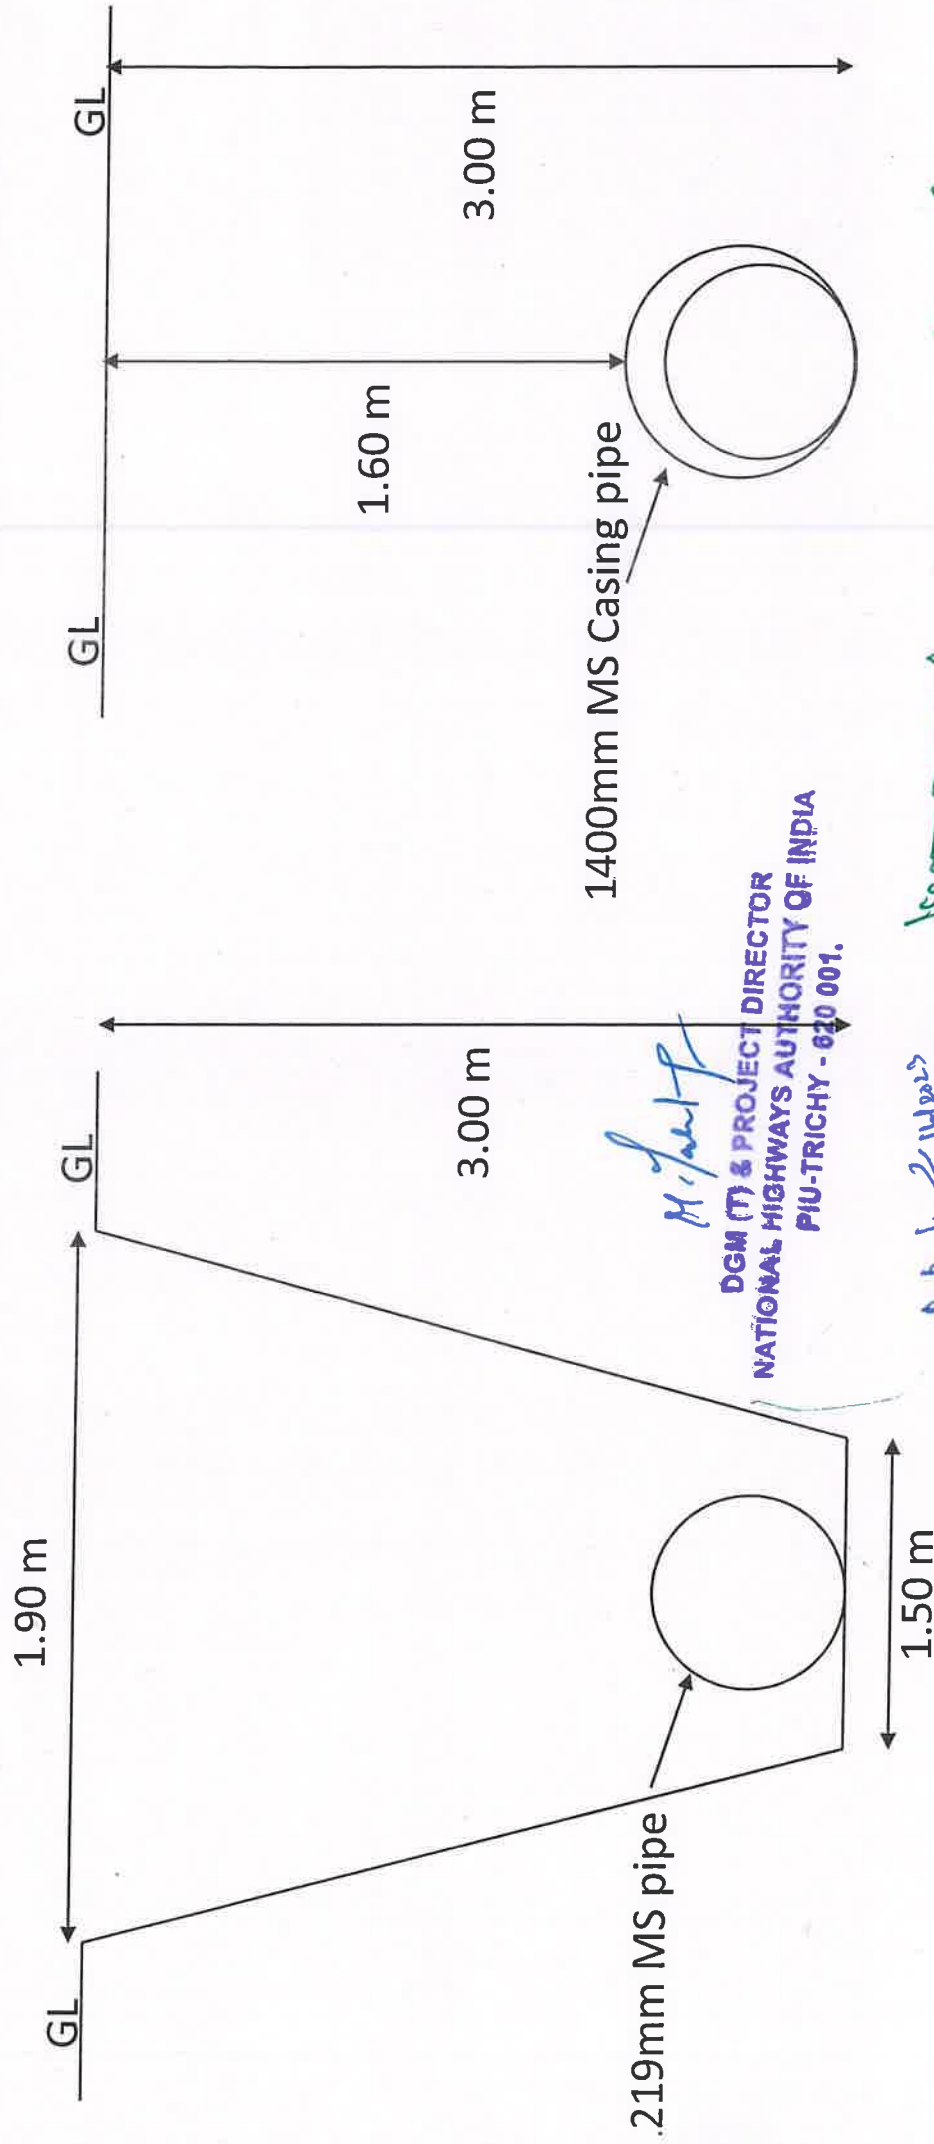 GL
1.90 m
GL
3.00 m
.219mm MS pipe
1.50 m
GL
GL
1.60 m
3.00 m
1400mm MS Casing pipe
DGM (T) & PROJECT DIRECTOR
NATIONAL HIGHWAYS AUTHORITY OF INDIA
PIU-TRICHY - 620 001.